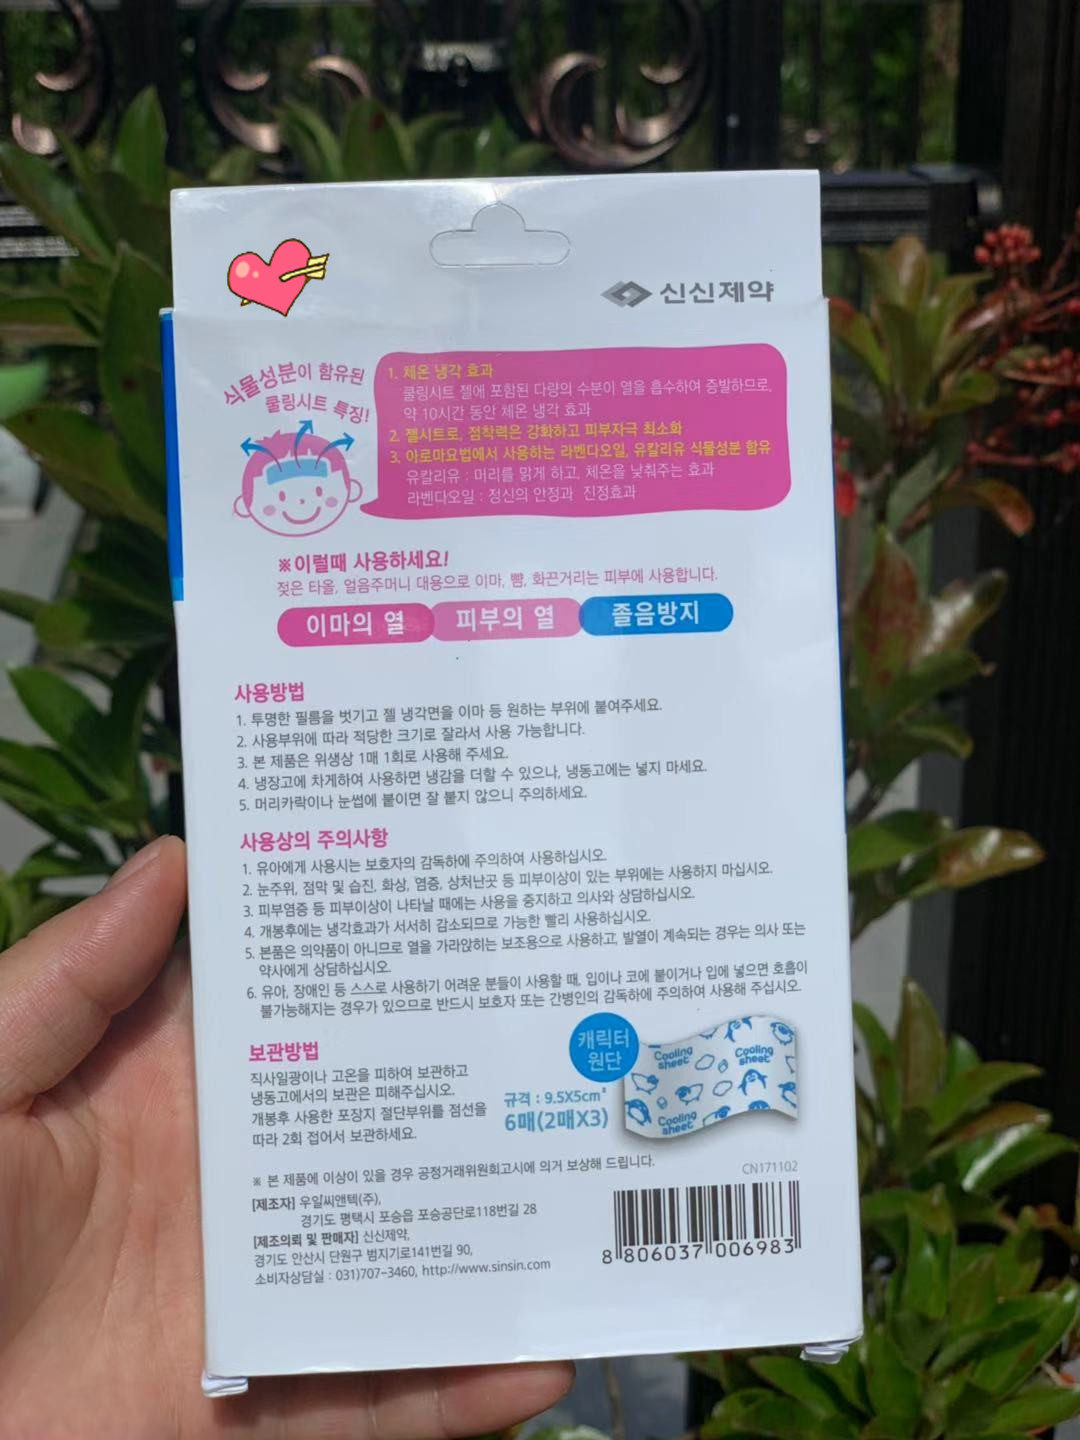 신신제약
식물성분이 함유된
쿨링시트 특징!
1. 체온 냉각 효과
쿨링시트 젤에 포함된 다량의 수분이 열을 흡수하여 증발하므로,
약 10시간 동안 체온 냉각 효과
2. 젤시트로, 점착력은 강화하고 피부자극 최소화
3. 아로마요법에서 사용하는 라벤다오일, 유칼리유 식물성분 함유
유칼리유 : 머리를 맑게 하고, 체온을 낮춰주는 효과
라벤다오일 : 정신의 안정과 진정효과
※이럴때 사용하세요!
젖은 타올, 얼음주머니 대용으로 이마, 뺨, 화끈거리는 피부에 사용합니다.
이마의 열 피부의 열 졸음방지
사용방법
1. 투명한 필름을 벗기고 젤 냉각면을 이마 등 원하는 부위에 붙여주세요.
2. 사용부위에 따라 적당한 크기로 잘라서 사용 가능합니다.
3. 본 제품은 위생상 1매 1회로 사용해 주세요.
4. 냉장고에 차게하여 사용하면 냉감을 더할 수 있으나, 냉동고에는 넣지 마세요.
5. 머리카락이나 눈썹에 붙이면 잘 붙지 않으니 주의하세요.
사용상의 주의사항
1. 유아에게 사용시는 보호자의 감독하에 주의하여 사용하십시오.
2. 눈주위, 점막 및 습진, 화상, 염증, 상처난곳 등 피부이상이 있는 부위에는 사용하지 마십시오.
3. 피부염증 등 피부이상이 나타날 때에는 사용을 중지하고 의사와 상담하십시오.
4. 개봉후에는 냉각효과가 서서히 감소되므로 가능한 빨리 사용하십시오.
5. 본품은 의약품이 아니므로 열을 가라앉히는 보조용으로 사용하고, 발열이 계속되는 경우는 의사 또는
약사에게 상담하십시오.
6. 유아, 장애인 등 스스로 사용하기 어려운 분들이 사용할 때, 입이나 코에 붙이거나 입에 넣으면 호흡이
불가능해지는 경우가 있으므로 반드시 보호자 또는 간병인의 감독하에 주의하여 사용해 주십시오.
보관방법
직사일광이나 고온을 피하여 보관하고
냉동고에서의 보관은 피해주십시오.
개봉후 사용한 포장지 절단부위를 점선을
따라 2회 접어서 보관하세요.
캐릭터
원단
Cooling
sheet
Cooling
sheet
Cooling
sheet
규격 : 9.5X5cm²
6매(2매X3)
※ 본 제품에 이상이 있을 경우 공정거래위원회고시에 의거 보상해 드립니다.
CN171102
[제조자] 우일씨앤텍(주),
경기도 평택시 포승읍 포승공단로118번길 28
[제조의뢰 및 판매자] 신신제약,
경기도 안산시 단원구 범지기로141번길 90,
소비자상담실 : 031)707-3460, http://www.sinsin.com
8 806037 006983